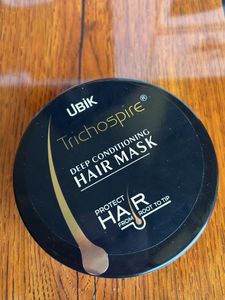 UBIK
Trichospire®
DEEP CONDITIONING
HAIR MASK
PROTECT
HAIR
FROM ROOT TO TIP